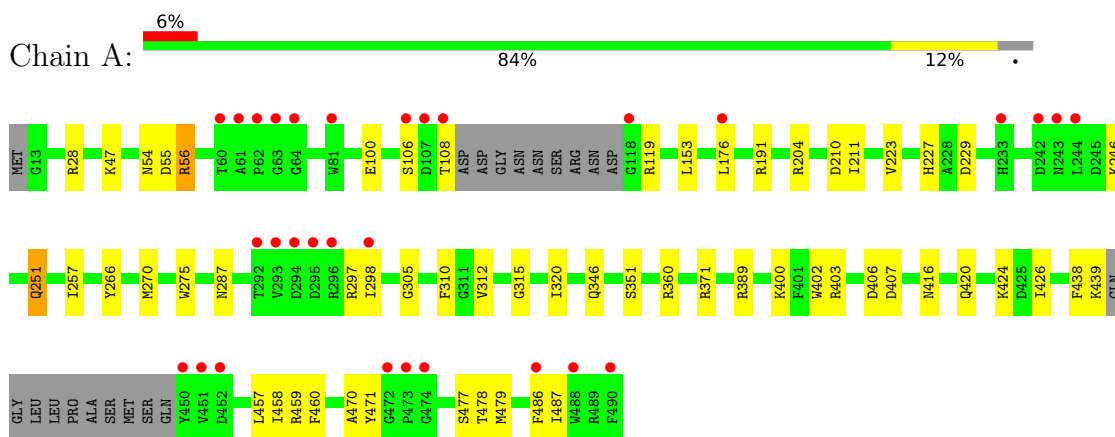 6%
Chain A:
84%
12%
•
MET G13 R28 K47 N54 D55 R56 T60 A61 P62 G63 G64 W81 E100 S106 D107 T108 ASP ASP GLY ASN ASN SER ARG ASN ASP G118 R119 L153 L176 R191 R204 D210 I211 V223 H227 A228 D229 H233 D242 N243 L244 D245 K246
Q251 I257 Y266 M270 W275 N287 T292 V293 D294 D295 R296 R297 I298 G305 F310 G311 V312 G315 I320 Q346 S351 R360 R371 R389 K400 F401 W402 R403 D406 D407 N416 Q420 K424 D425 I426 F438 K439 GLN
GLY LEU LEU PRO ALA SER MET SER GLN Y450 V451 D452 L457 I458 R459 F460 A470 Y471 G472 P473 G474 S477 T478 M479 F486 I487 W488 R489 F490